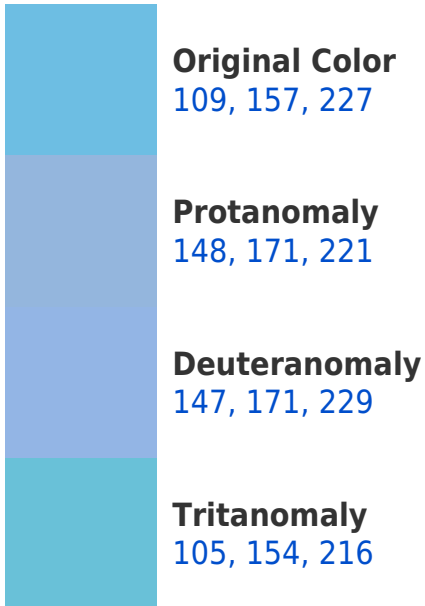 Original Color
109, 157, 227
Protanomaly
148, 171, 221
Deuteranomaly
147, 171, 229
Tritanomaly
105, 154, 216